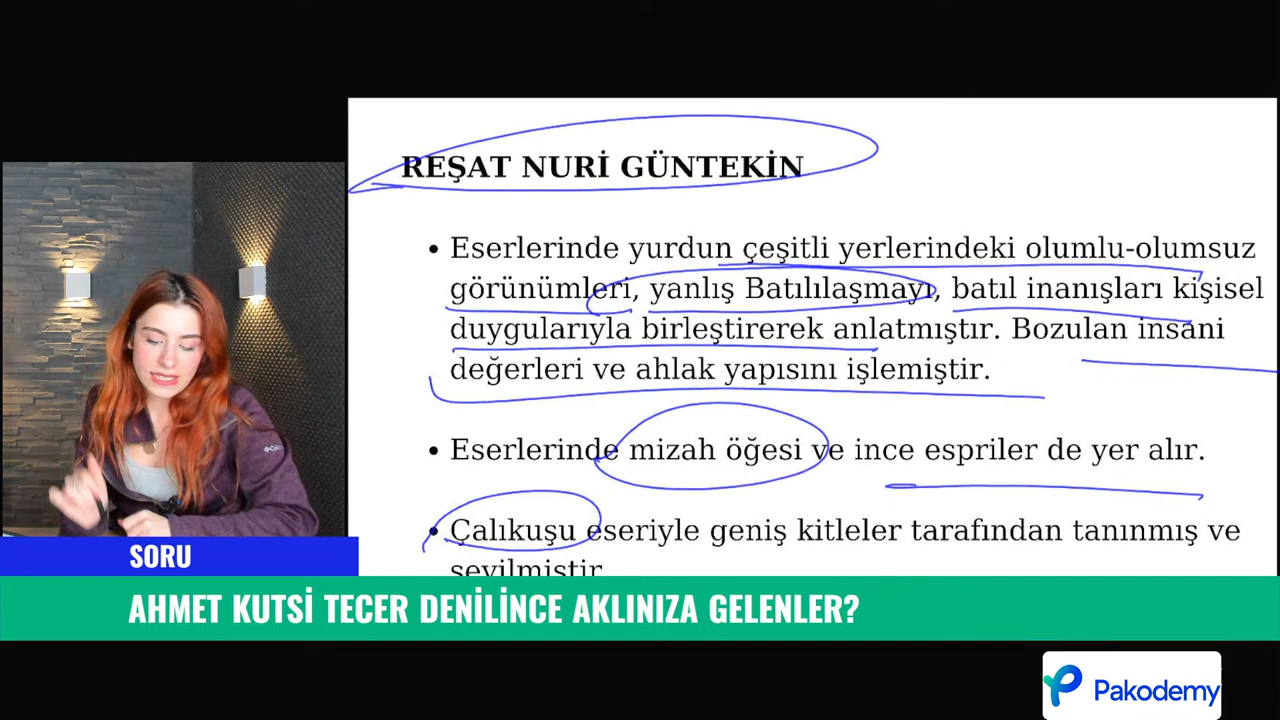 REŞAT NURİ GÜNTEKİN
• Eserlerinde yurdun çeşitli yerlerindeki olumlu-olumsuz
görünümleri, yanlış Batılılaşmayı, batıl inanışları kişisel
duygularıyla birleştirerek anlatmıştır. Bozulan insani
değerleri ve ahlak yapısını işlemiştir.
• Eserlerinde mizah öğesi ve ince espriler de yer alır.
• Çalıkuşu eseriyle geniş kitleler tarafından tanınmış ve
sevilmiştir.
SORU
AHMET KUTSİ TECER DENİLİNCE AKLINIZA GELENLER?
Pakodemy